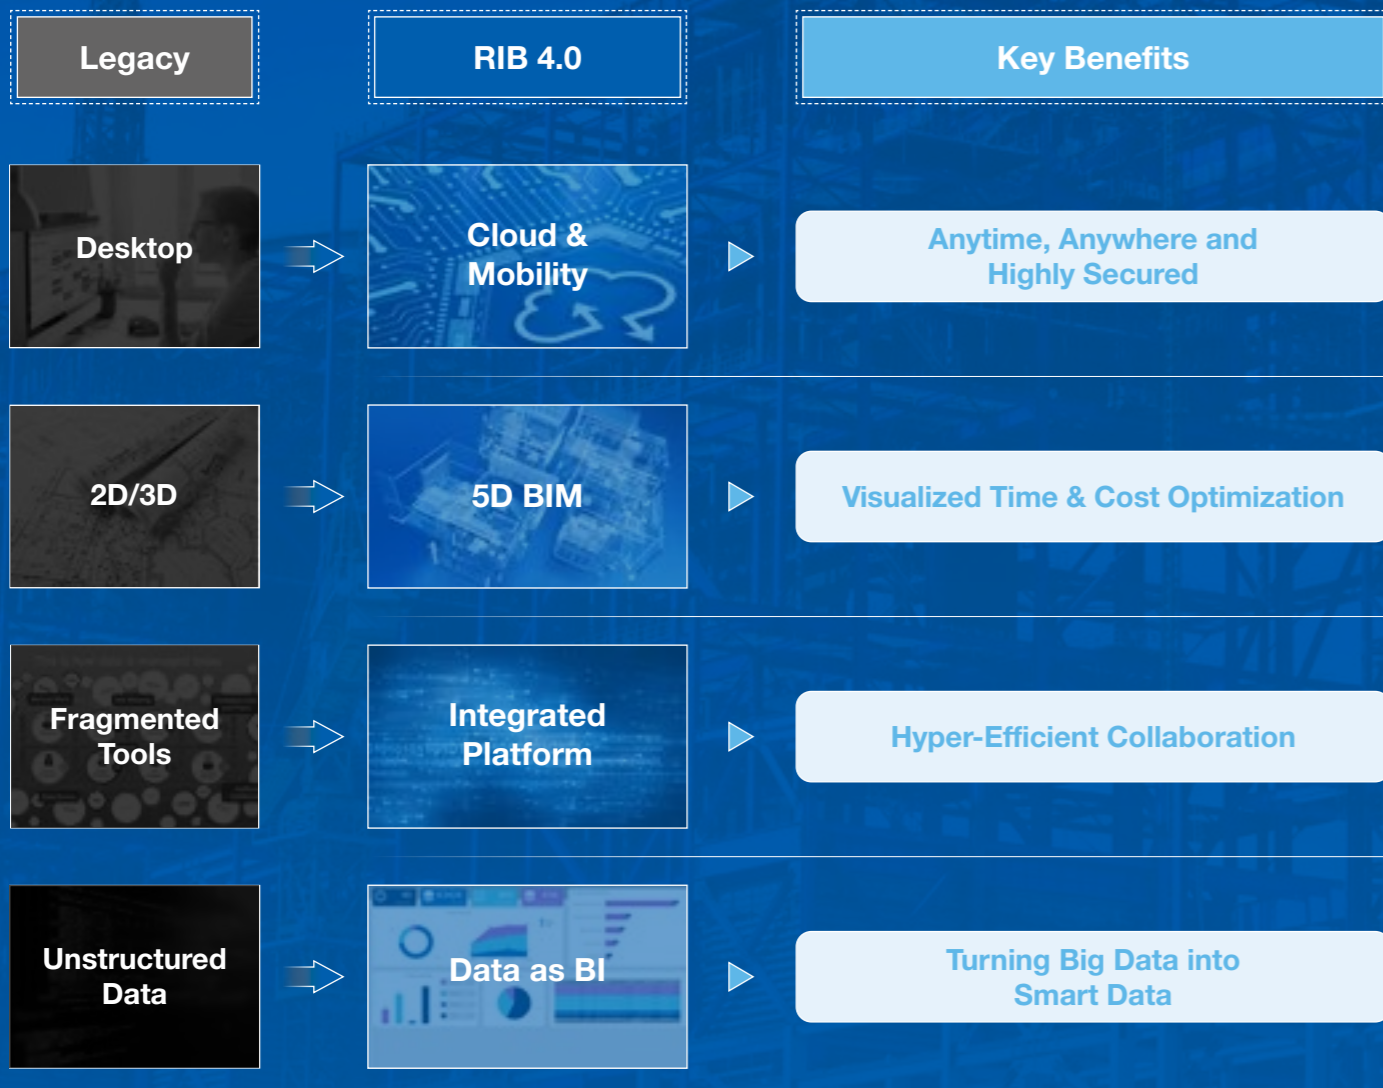 Legacy
RIB 4.0
Key Benefits
Desktop
Cloud &
Mobility
Anytime, Anywhere and
Highly Secured
2D/3D
5D BIM
Visualized Time & Cost Optimization
Fragmented
Tools
Integrated
Platform
Hyper-Efficient Collaboration
Unstructured
Data
Data as BI
Turning Big Data into
Smart Data